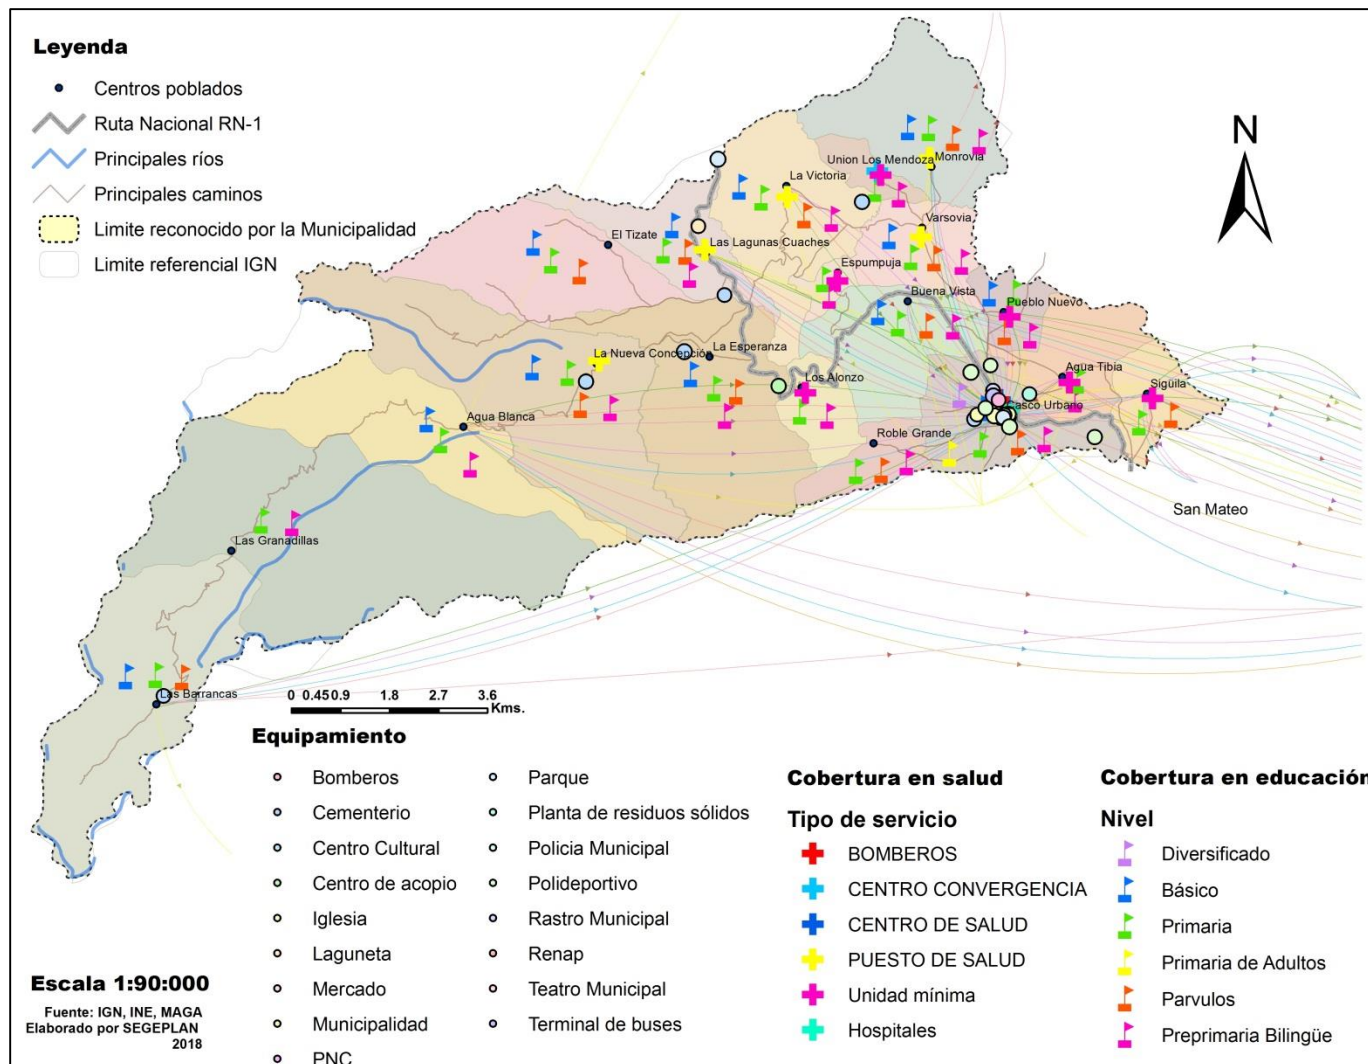 Leyenda
Centros poblados
Ruta Nacional RN-1
Principales ríos
Principales caminos
Limite reconocido por la Municipalidad
Limite referencial IGN
N
Union Los Mendoza
Monrovia
La Victoria
Varsovia
El Tizate
Las Lagunas Cuaches
Espumpuja
Buena Vista
Pueblo Nuevo
La Nueva Concepción
La Esperanza
Los Alonzo
Agua Tibia
Sigüila
Casco Urbano
Agua Blanca
Roble Grande
San Mateo
Las Granadillas
Las Barrancas
0 0.45 0.9 1.8 2.7 3.6
Kms.
Equipamiento
Bomberos
Cementerio
Centro Cultural
Centro de acopio
Iglesia
Laguneta
Mercado
Municipalidad
PNC
Parque
Planta de residuos sólidos
Policia Municipal
Polideportivo
Rastro Municipal
Renap
Teatro Municipal
Terminal de buses
Cobertura en salud
Tipo de servicio
BOMBEROS
CENTRO CONVERGENCIA
CENTRO DE SALUD
PUESTO DE SALUD
Unidad mínima
Hospitales
Cobertura en educación
Nivel
Diversificado
Básico
Primaria
Primaria de Adultos
Parvulos
Preprimaria Bilingüe
Escala 1:90:000
Fuente: IGN, INE, MAGA
Elaborado por SEGEPLAN
2018